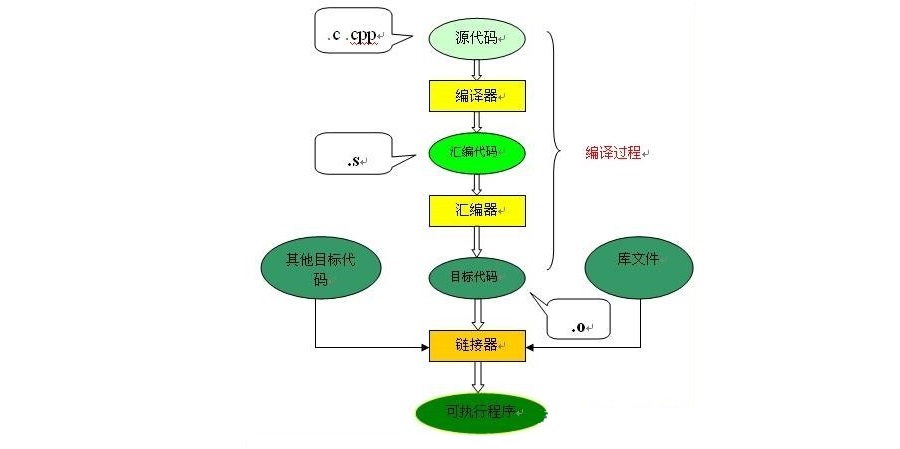 .c .cpp
源代码
编译器
.s
汇编代码
编译过程
汇编器
其他目标代
码
目标代码
库文件
.o
链接器
可执行程序